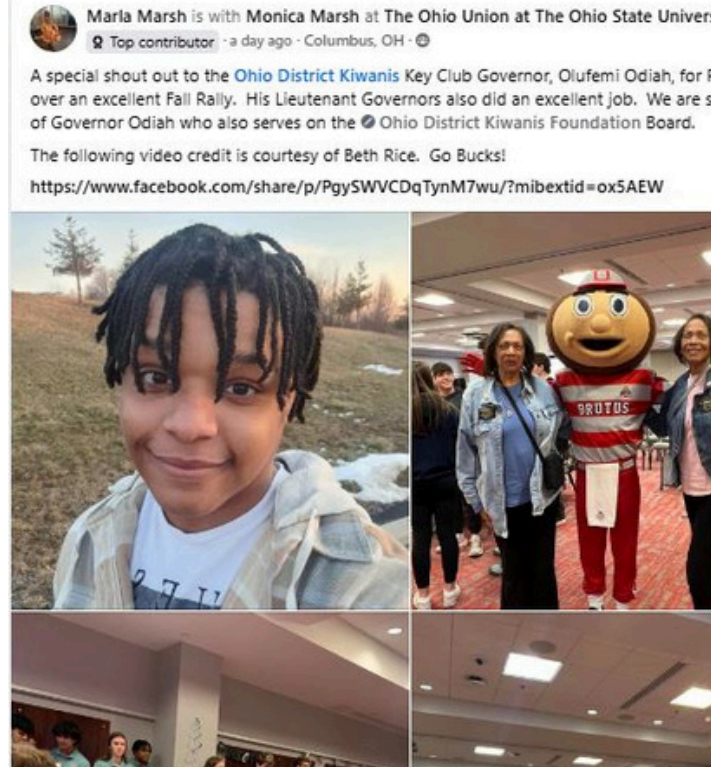 Marla Marsh is with Monica Marsh at The Ohio Union at The Ohio State
Top contributor · a day ago · Columbus, OH ·
A special shout out to the Ohio District Kiwanis Key Club Governor, Olufemi Odiah, for
over an excellent Fall Rally. His Lieutenant Governors also did an excellent job. We are
of Governor Odiah who also serves on the Ohio District Kiwanis Foundation Board.
The following video credit is courtesy of Beth Rice. Go Bucks!
https://www.facebook.com/share/p/PgySWVCDqTynM7wu/?mibextid=ox5AEW
BRUTUS